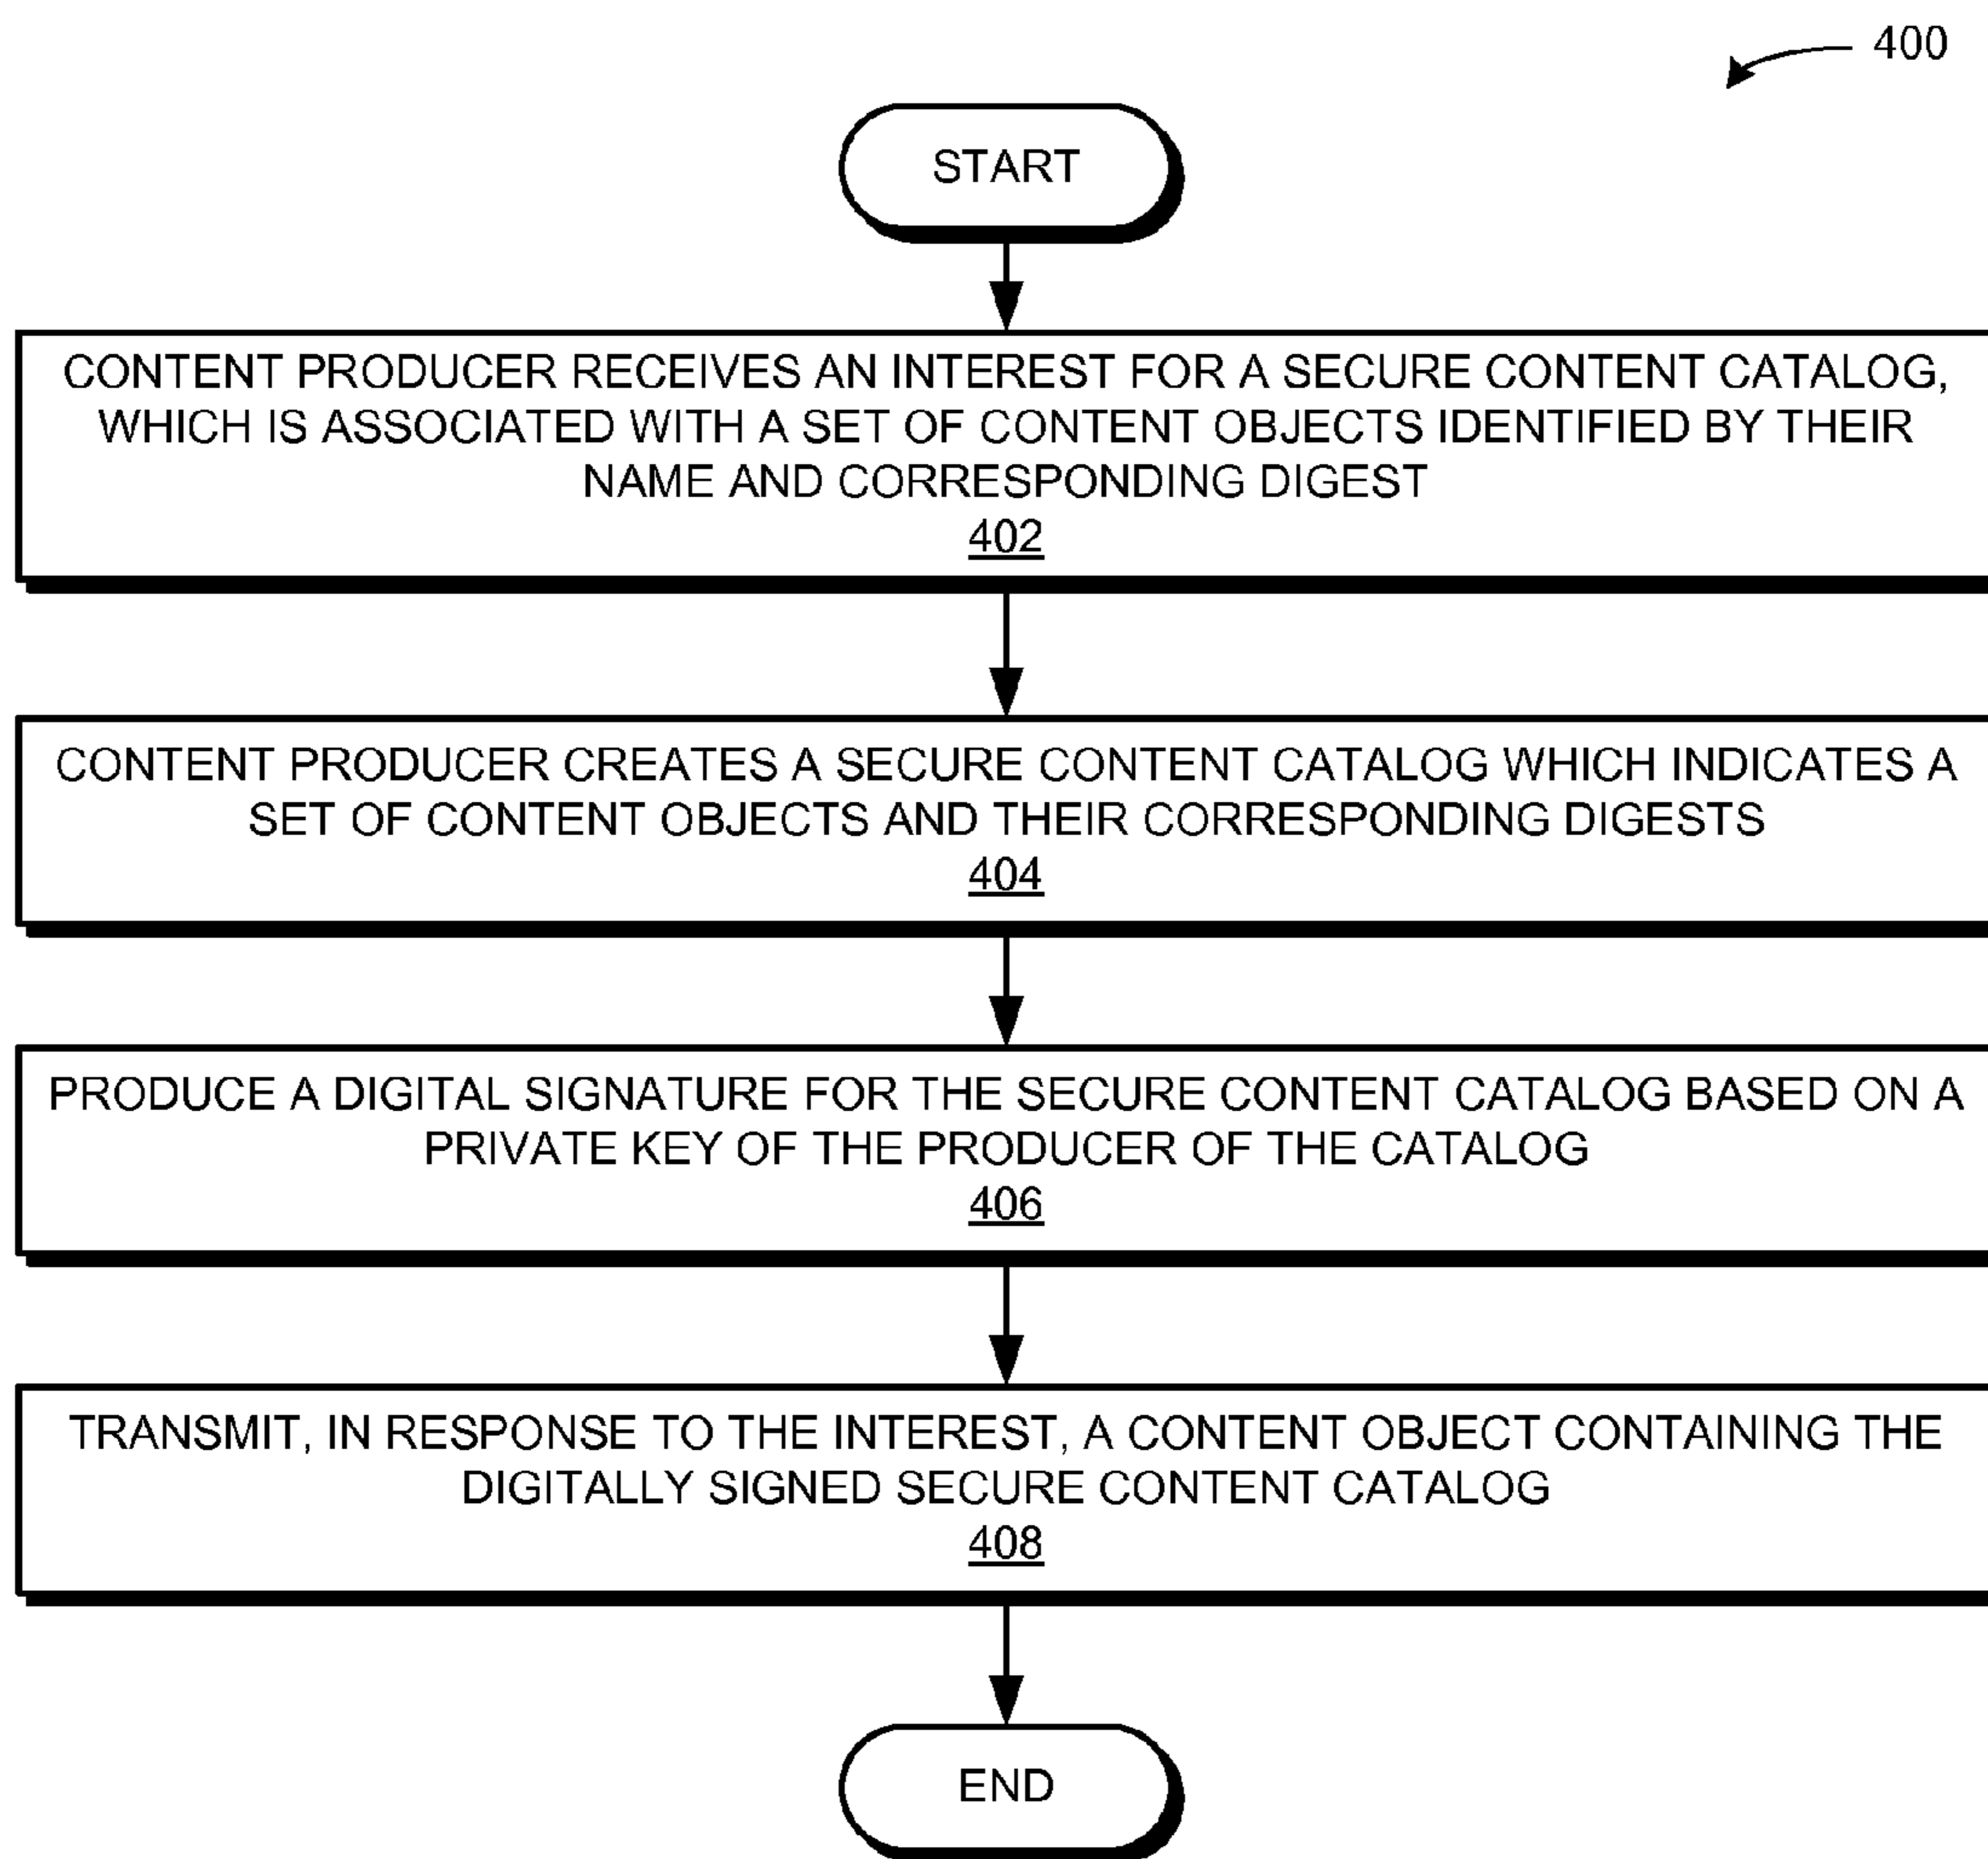 400
START
CONTENT PRODUCER RECEIVES AN INTEREST FOR A SECURE CONTENT CATALOG,
WHICH IS ASSOCIATED WITH A SET OF CONTENT OBJECTS IDENTIFIED BY THEIR
NAME AND CORRESPONDING DIGEST
402
CONTENT PRODUCER CREATES A SECURE CONTENT CATALOG WHICH INDICATES A
SET OF CONTENT OBJECTS AND THEIR CORRESPONDING DIGESTS
404
PRODUCE A DIGITAL SIGNATURE FOR THE SECURE CONTENT CATALOG BASED ON A
PRIVATE KEY OF THE PRODUCER OF THE CATALOG
406
TRANSMIT, IN RESPONSE TO THE INTEREST, A CONTENT OBJECT CONTAINING THE
DIGITALLY SIGNED SECURE CONTENT CATALOG
408
END